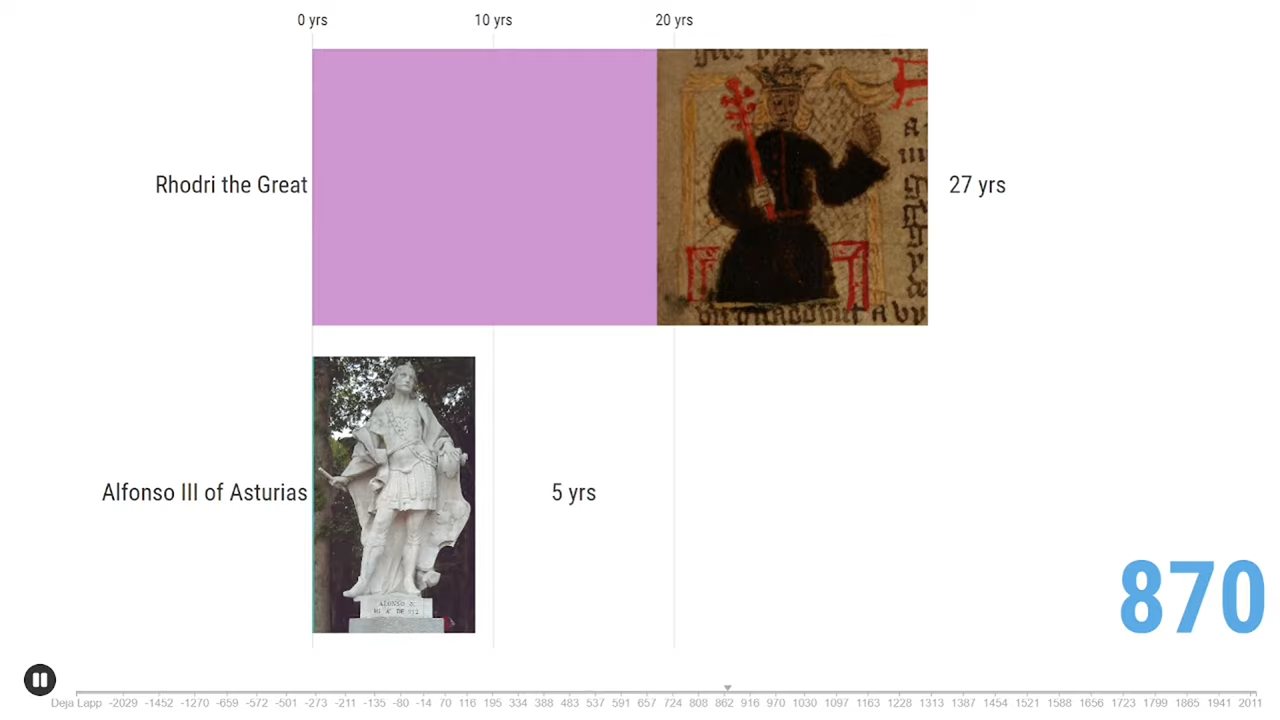 0 yrs 10 yrs 20 yrs
Rhodri the Great 27 yrs
Alfonso III of Asturias 5 yrs
870
Deja Lapp -2029 -1452 -1270 -659 -572 -501 -273 -211 -135 -80 -14 70 116 195 334 388 483 537 591 657 724 808 862 916 970 1030 1097 1163 1228 1313 1387 1454 1521 1588 1656 1723 1799 1865 1941 2011